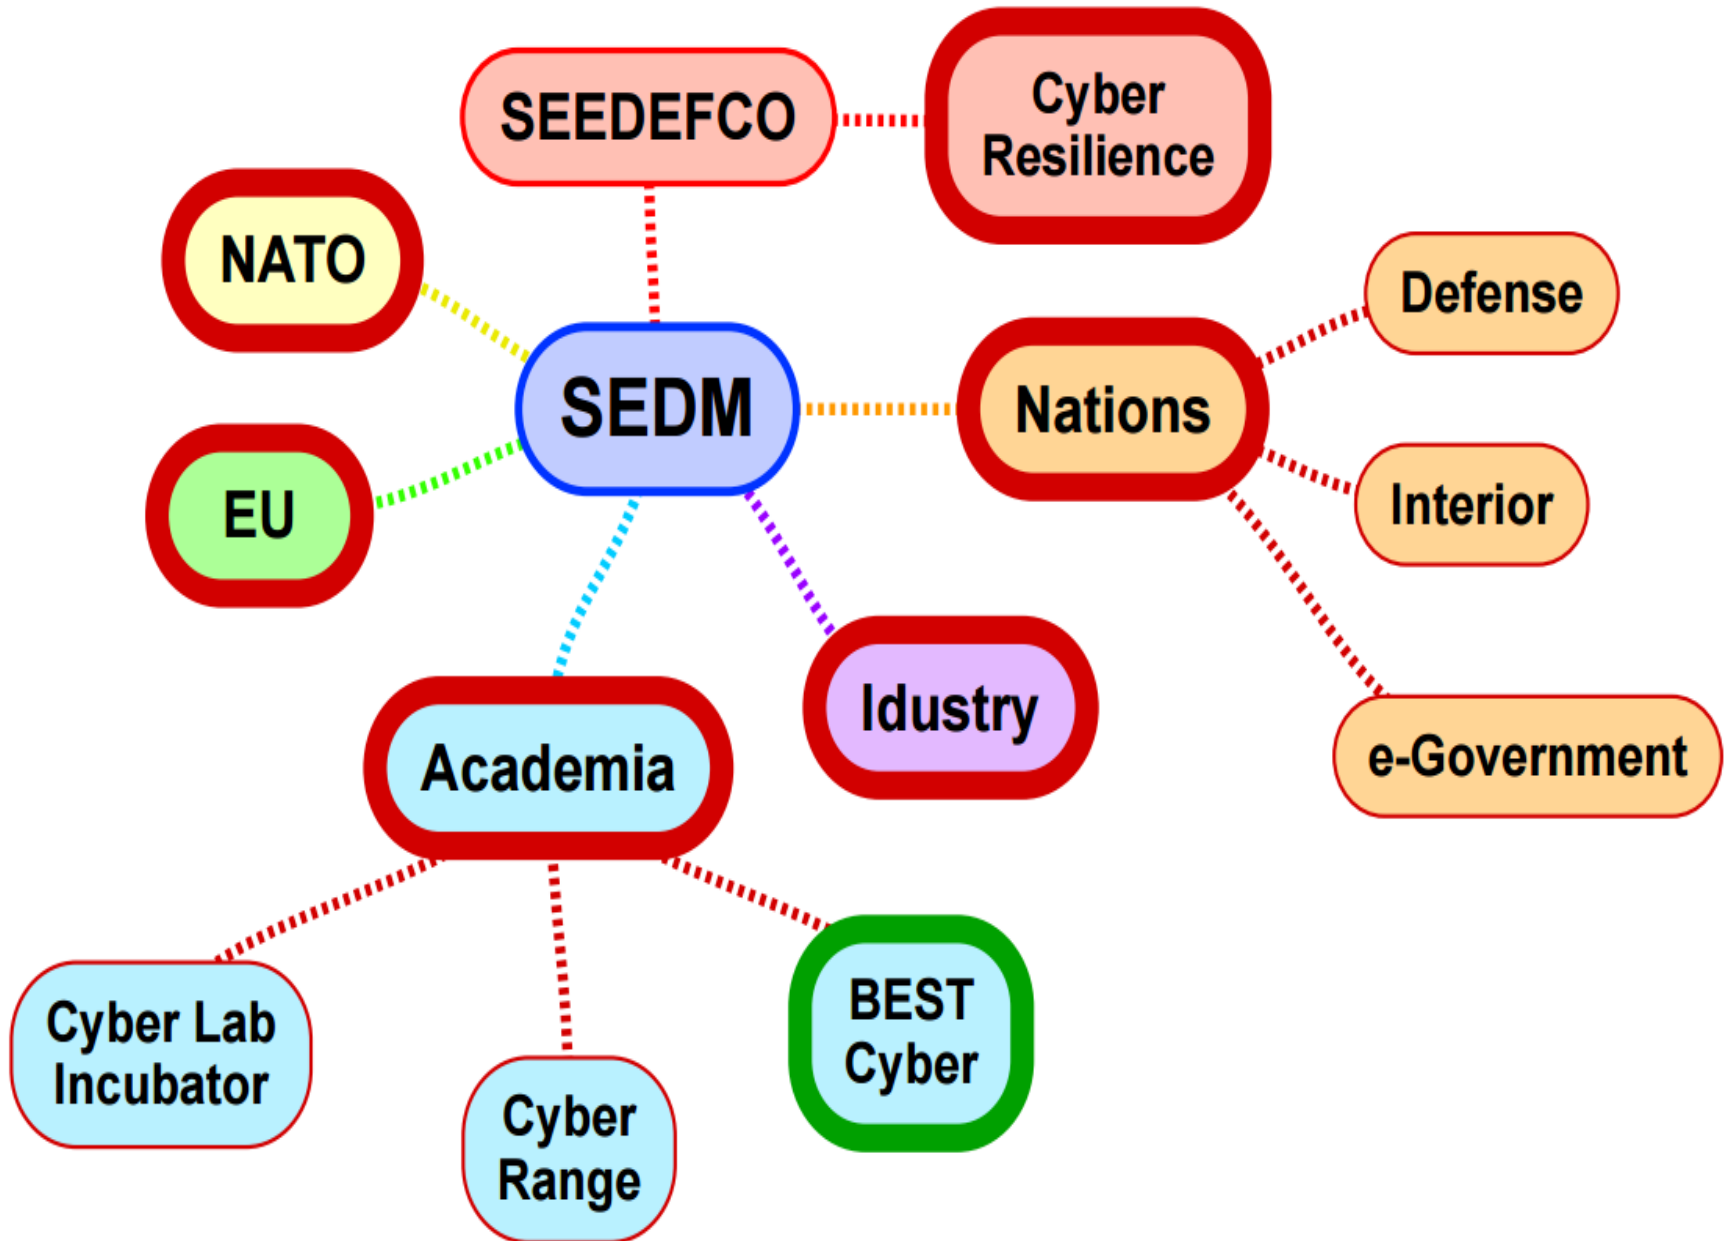 SEEDEFCO
Cyber
Resilience
NATO
Defense
SEDM
Nations
EU
Interior
Idustry
Academia
e-Government
Cyber Lab
Incubator
BEST
Cyber
Cyber
Range